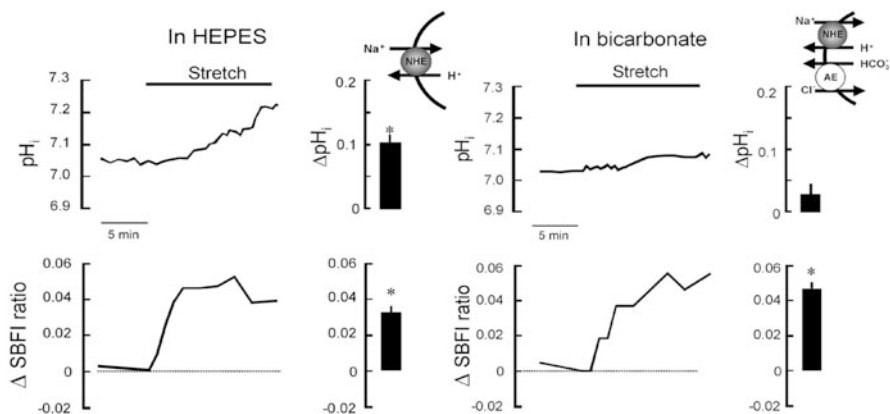 In HEPES
Stretch
7.3
7.2
7.1
7.0
6.9
pHᵢ
5 min
Na⁺
NHE
H⁺
0.2
0.1
0
ΔpHᵢ
*
In bicarbonate
Stretch
7.3
7.2
7.1
7.0
6.9
pHᵢ
5 min
Na⁺
NHE
H⁺
HCO₃⁻
AE
Cl⁻
0.2
0.1
0
ΔpHᵢ
0.06
0.04
0.02
0
-0.02
Δ SBFI ratio
0.06
0.04
0.02
0
-0.02
*
0.06
0.04
0.02
0
-0.02
Δ SBFI ratio
0.06
0.04
0.02
0
-0.02
*